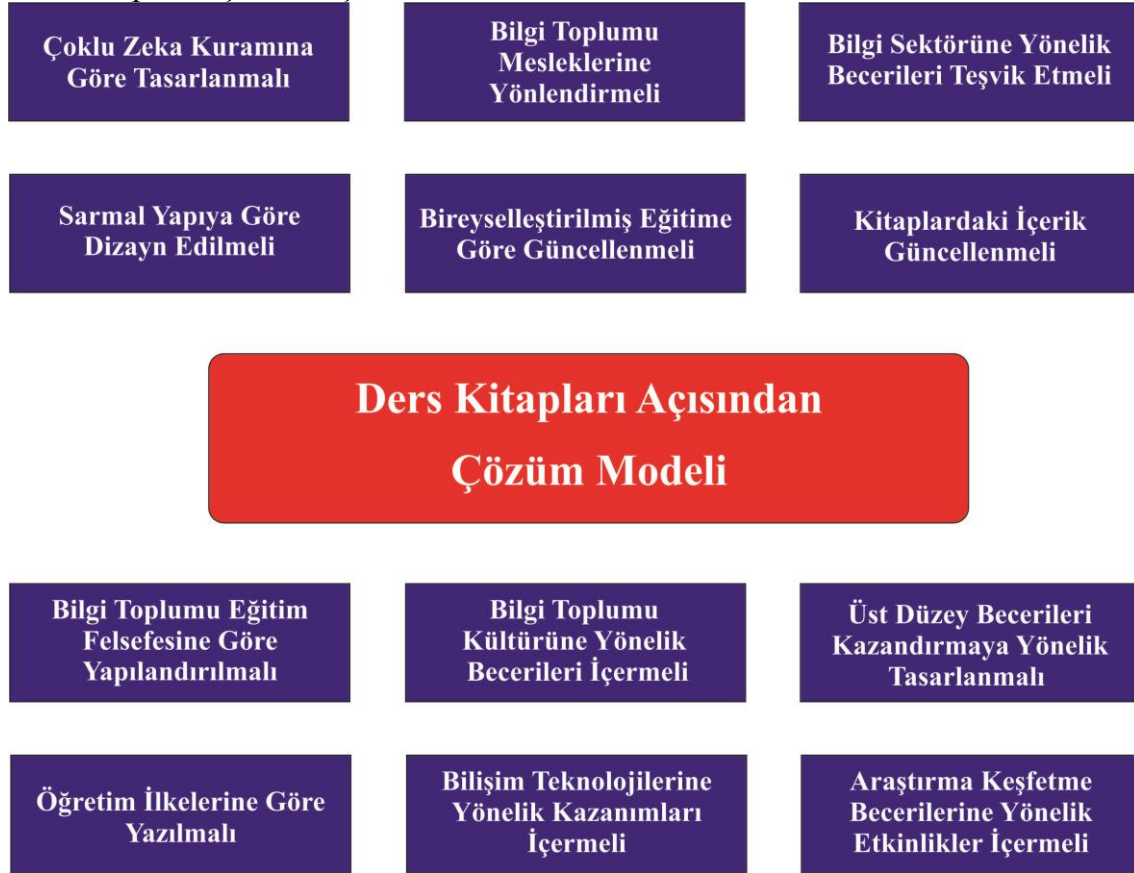 Çoklu Zeka Kuramına
Göre Tasarlanmalı
Bilgi Toplumu
Mesleklerine
Yönlendirmeli
Bilgi Sektörüne Yönelik
Becerileri Teşvik Etmeli
Sarmal Yapıya Göre
Dizayn Edilmeli
Bireyselleştirilmiş Eğitime
Göre Güncellenmeli
Kitaplardaki İçerik
Güncellenmeli
Ders Kitapları Açısından
Çözüm Modeli
Bilgi Toplumu Eğitim
Felsefesine Göre
Yapılandırılmalı
Bilgi Toplumu
Kültürüne Yönelik
Becerileri İçermeli
Üst Düzey Becerileri
Kazandırmaya Yönelik
Tasarlanmalı
Öğretim İlkelerine Göre
Yazılmalı
Bilişim Teknolojilerine
Yönelik Kazanımları
İçermeli
Araştırma Keşfetme
Becerilerine Yönelik
Etkinlikler İçermeli